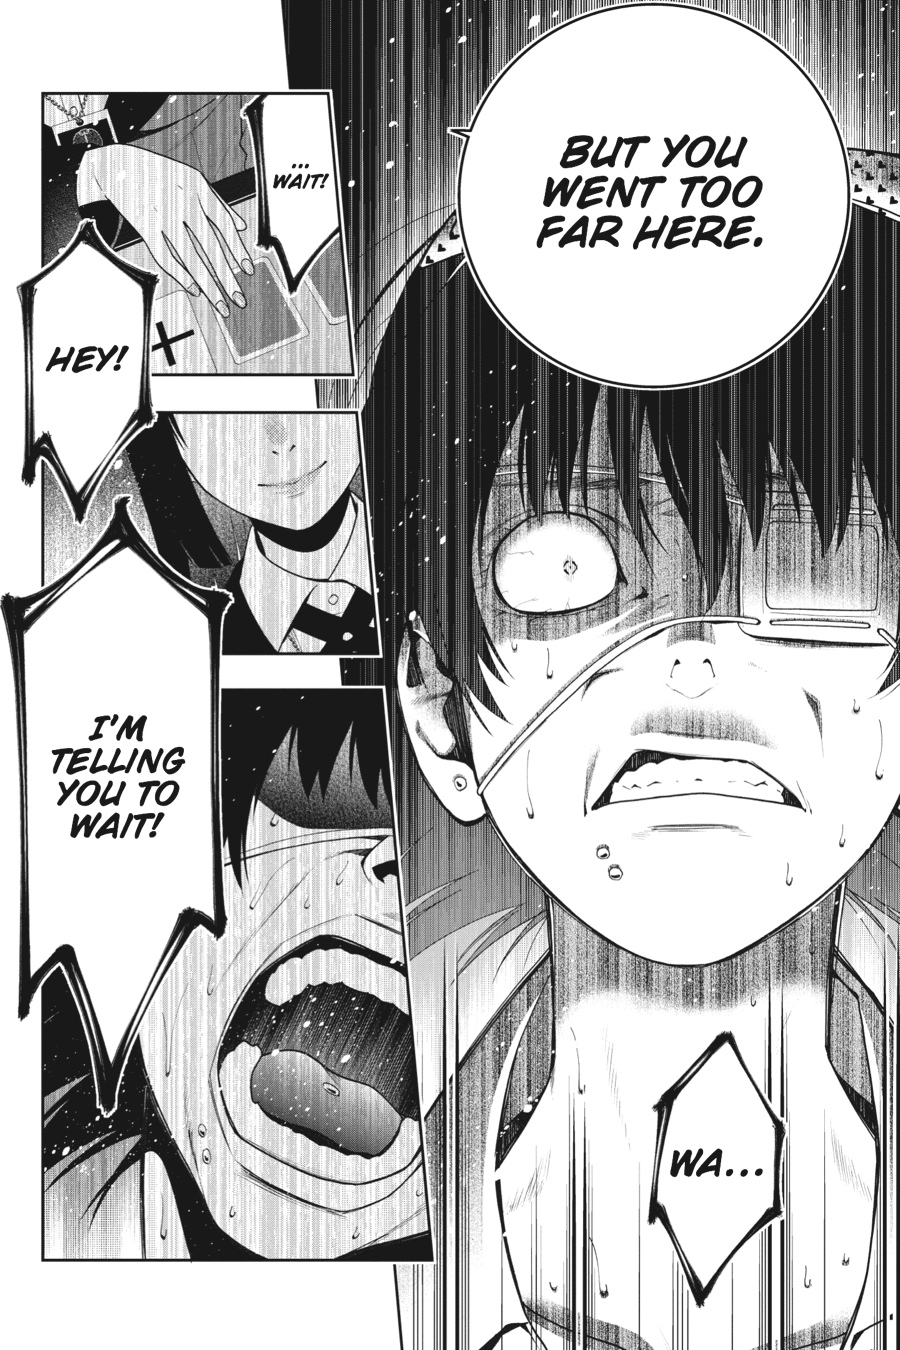 BUT YOU
WENT TOO
FAR HERE.
WA...
...
WAIT!
HEY!
I'M
TELLING
YOU TO
WAIT!